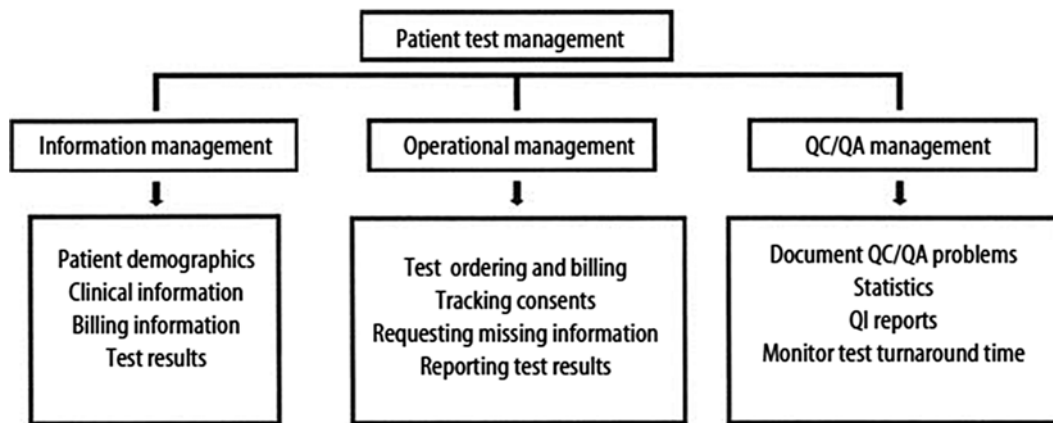 Patient test management
Information management
Operational management
QC/QA management
Patient demographics
Clinical information
Billing information
Test results
Test ordering and billing
Tracking consents
Requesting missing information
Reporting test results
Document QC/QA problems
Statistics
QI reports
Monitor test turnaround time